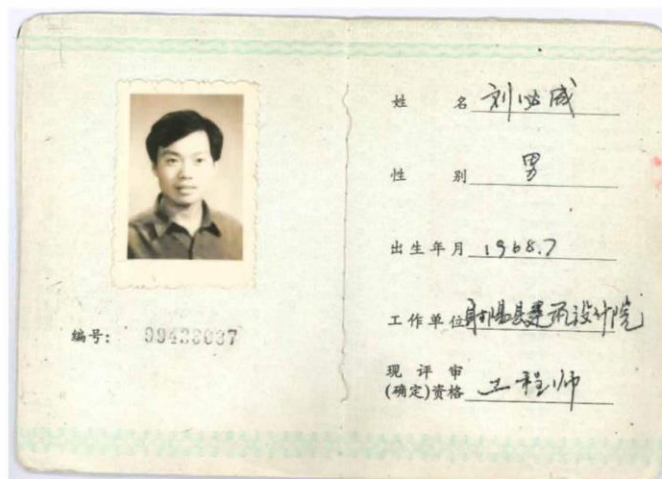 姓名 刘必成
性别 男
出生年月 1968.7
工作单位 射阳县建筑设计院
编号: 99433037
现评审
(确定)资格 工程师